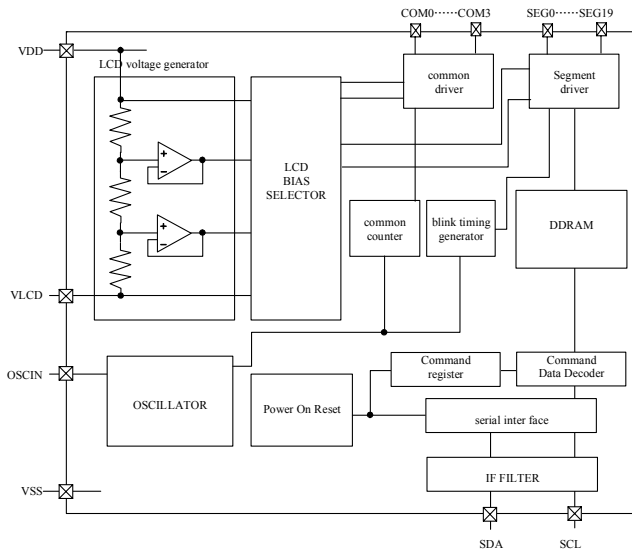 COM0……COM3 SEG0……SEG19
VDD
LCD voltage generator
common
driver
Segment
driver
+
−
+
−
LCD
BIAS
SELECTOR
common
counter
blink timing
generator
DDRAM
VLCD
OSCIN
OSCILLATOR
Power On Reset
Command
register
Command
Data Decoder
serial inter face
IF FILTER
VSS
SDA SCL